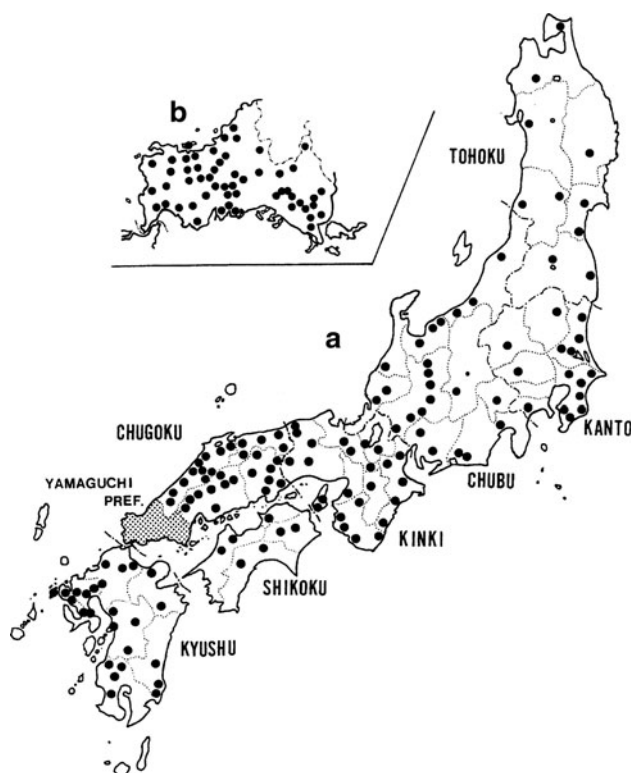 b
TOHOKU
a
CHUGOKU
KANTO
YAMAGUCHI
PREF.
CHUBU
KINKI
SHIKOKU
KYUSHU